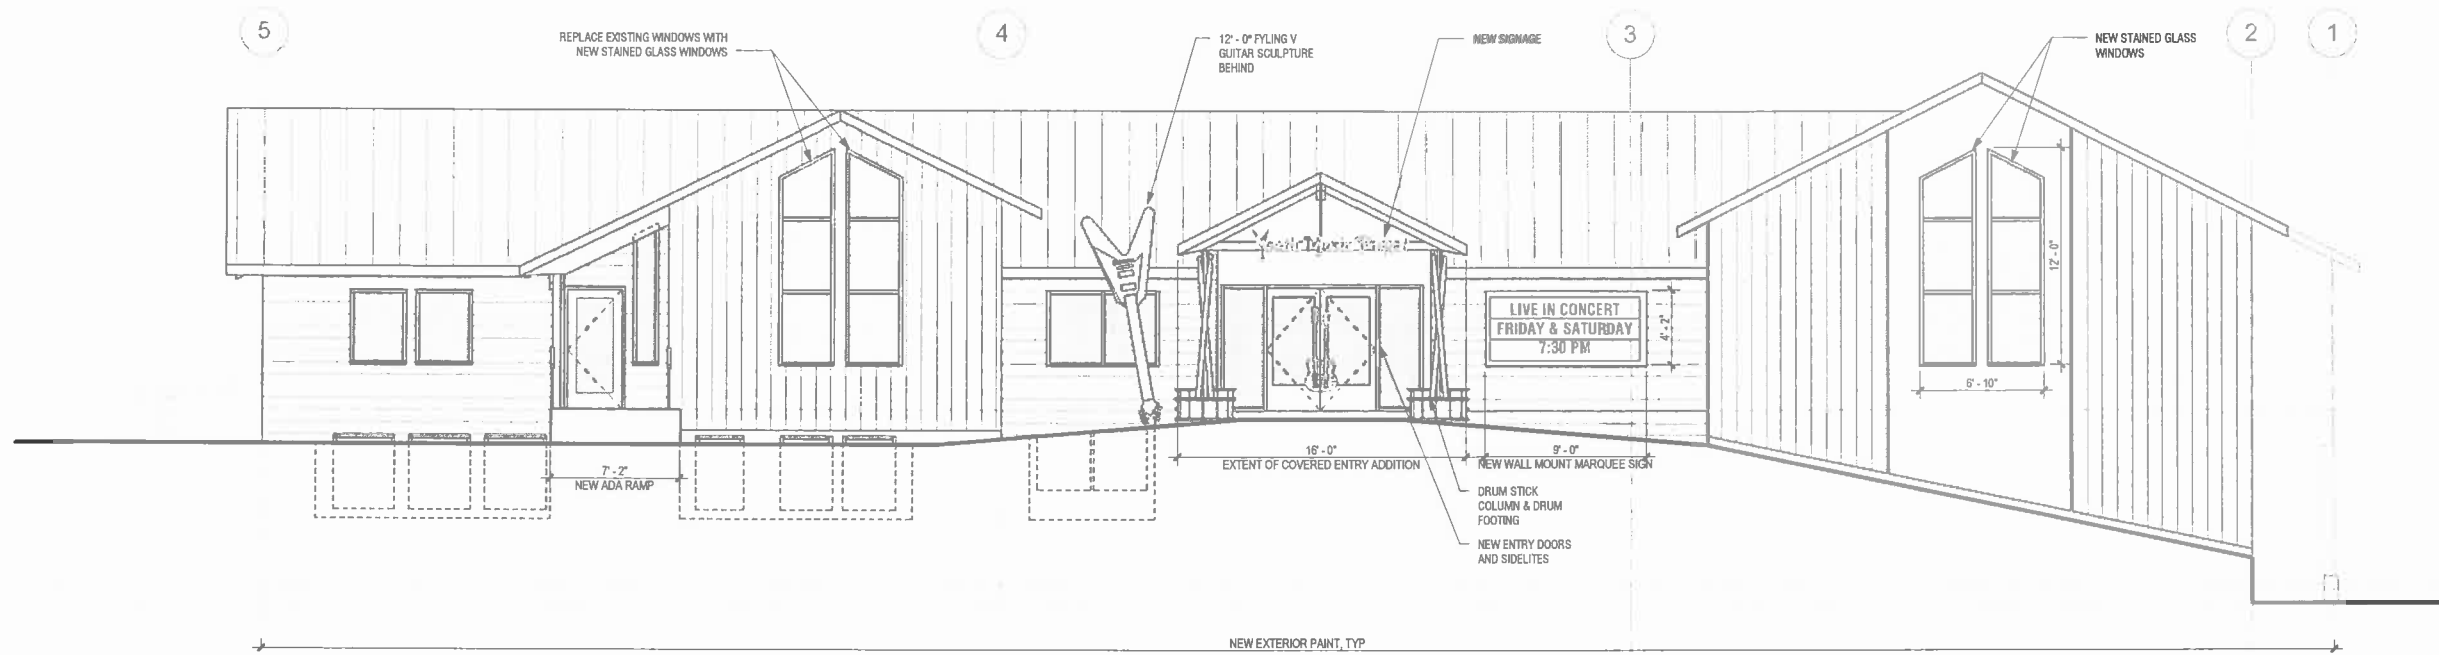 5
4
3
2
1
REPLACE EXISTING WINDOWS WITH
NEW STAINED GLASS WINDOWS
12' - 0" FYLING V
GUITAR SCULPTURE
BEHIND
NEW SIGNAGE
NEW STAINED GLASS
WINDOWS
Youth Music Project
LIVE IN CONCERT
FRIDAY & SATURDAY
7:30 PM
4' - 2"
12' - 0"
6' - 10"
16' - 0"
EXTENT OF COVERED ENTRY ADDITION
9' - 0"
NEW WALL MOUNT MARQUEE SIGN
7' - 2"
NEW ADA RAMP
DRUM STICK
COLUMN & DRUM
FOOTING
NEW ENTRY DOORS
AND SIDELITES
NEW EXTERIOR PAINT, TYP